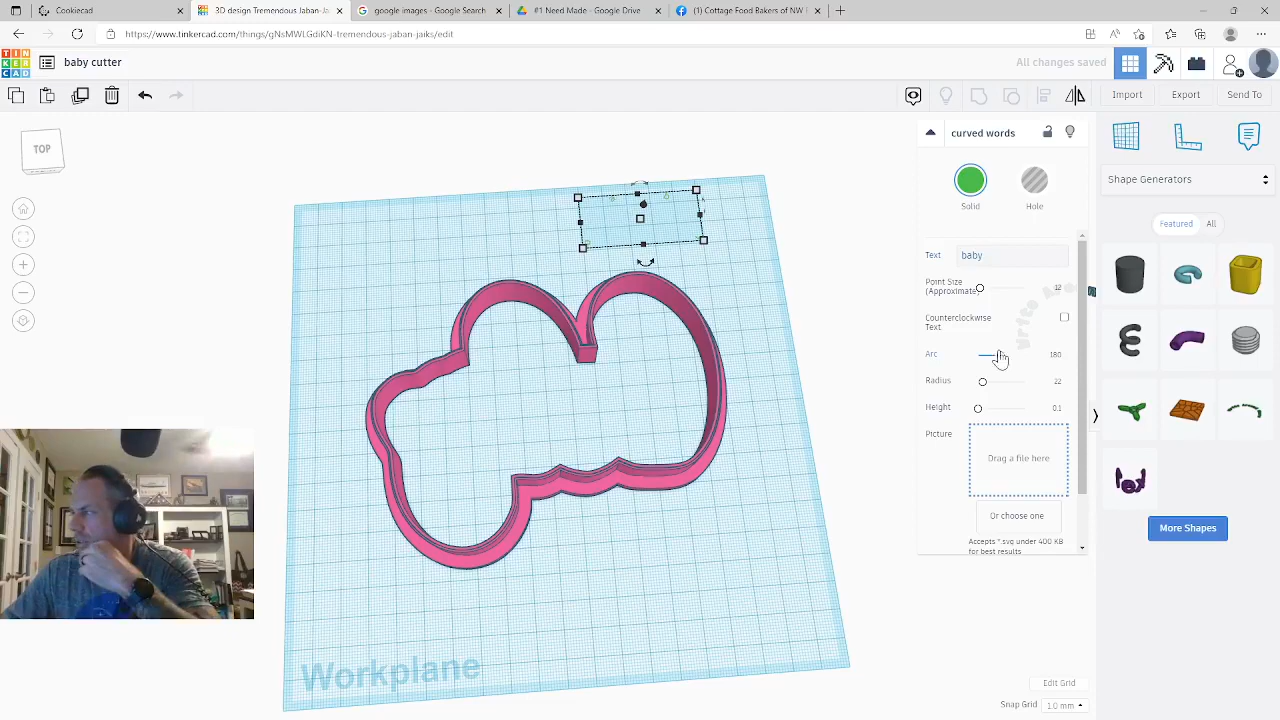 Cookiecad
3D design Tremendous Jaban-Jai
google images - Google Search
#1 Need Made - Google Drive
(1) Cottage Food Bakers of NW F
https://www.tinkercad.com/things/gNsMWLGdiKN-tremendous-jaban-jaiks/edit
TIN
KER
CAD
baby cutter
All changes saved
Import
Export
Send To
TOP
curved words
Solid
Hole
Text
baby
Point Size
(Approximate)
12
Counterclockwise
Text
Arc
180
Radius
22
Height
0.1
Picture
Drag a file here
Or choose one
Accepts *.svg under 400 KB
for best results
Shape Generators
Featured
All
More Shapes
Workplane
Edit Grid
Snap Grid
1.0 mm